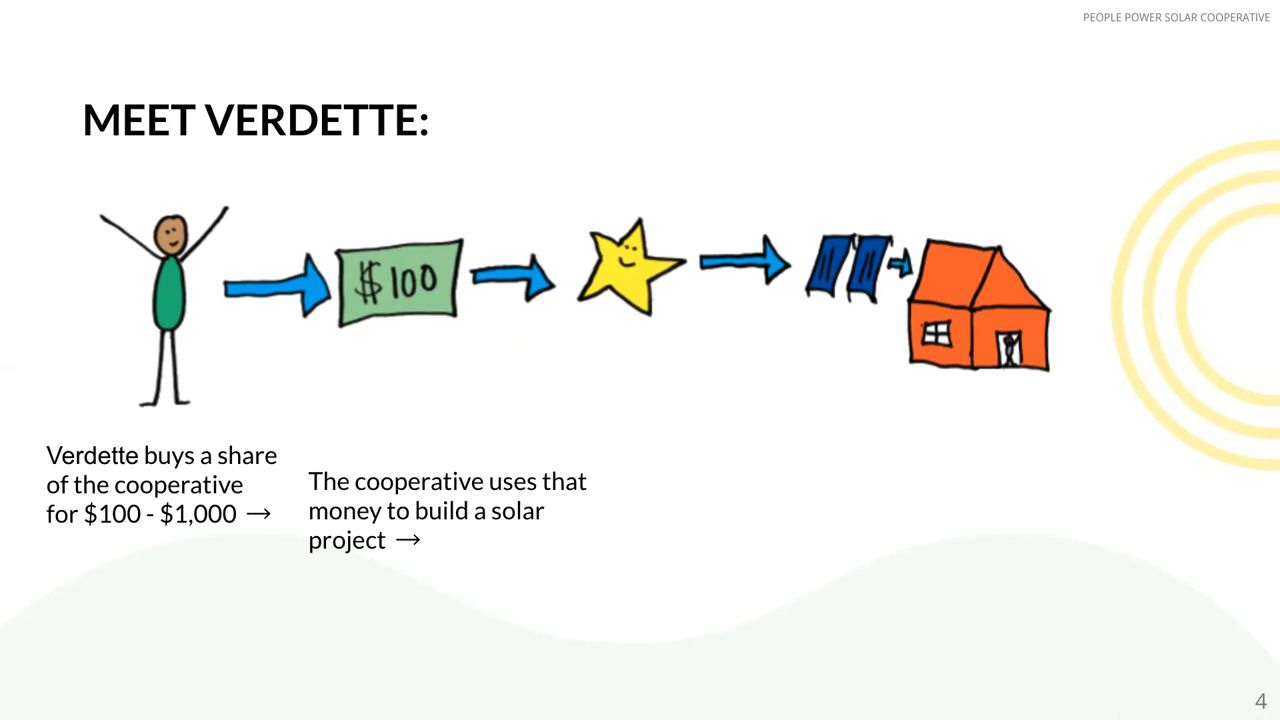 PEOPLE POWER SOLAR COOPERATIVE
MEET VERDETTE:
$100
Verdette buys a share
of the cooperative
for $100 - $1,000 →
The cooperative uses that
money to build a solar
project →
4